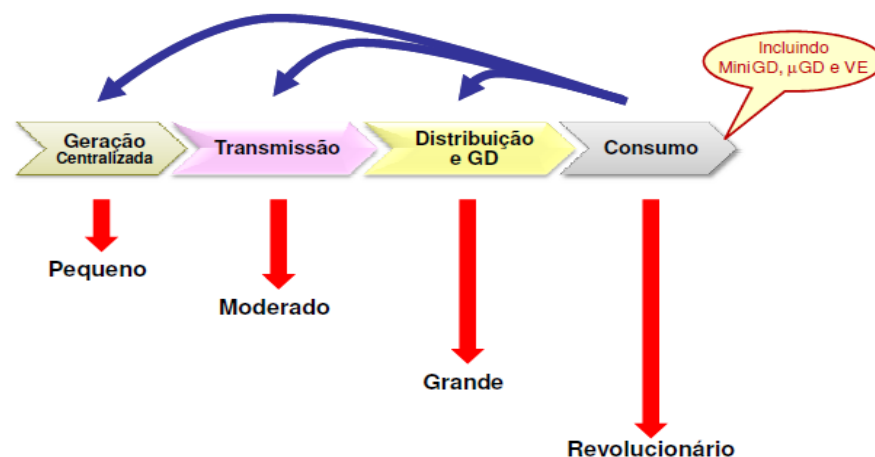 Incluindo
MiniGD, μGD e VE
Geração
Centralizada
Transmissão
Distribuição
e GD
Consumo
Pequeno
Moderado
Grande
Revolucionário